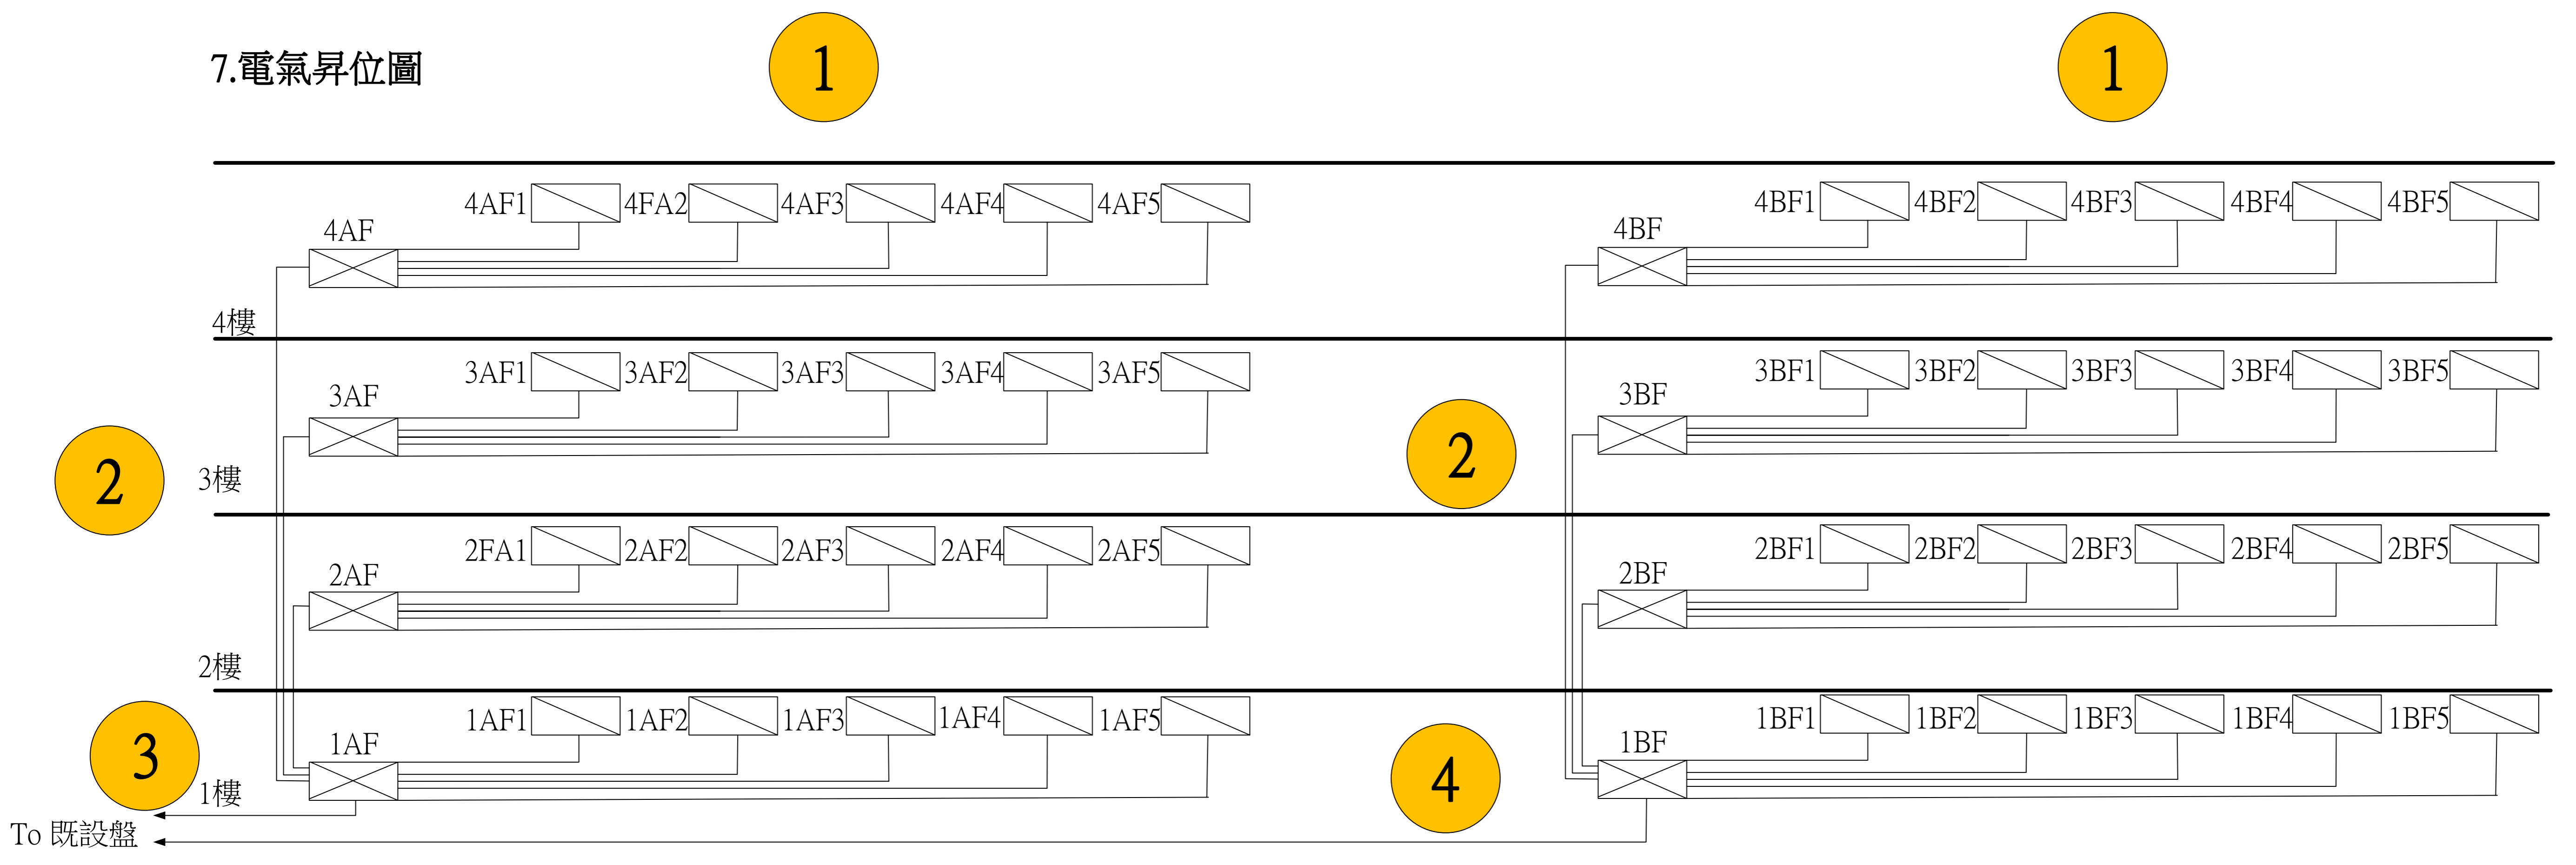 7.電氣昇位圖
1
1
4AF1 4FA2 4AF3 4AF4 4AF5
4BF1 4BF2 4BF3 4BF4 4BF5
4AF
4BF
4樓
3AF1 3AF2 3AF3 3AF4 3AF5
3BF1 3BF2 3BF3 3BF4 3BF5
3AF
3BF
2
3樓
2
2FA1 2AF2 2AF3 2AF4 2AF5
2BF1 2BF2 2BF3 2BF4 2BF5
2AF
2BF
2樓
1AF1 1AF2 1AF3 1AF4 1AF5
1BF1 1BF2 1BF3 1BF4 1BF5
3
1AF
4
1BF
1樓
To 既設盤